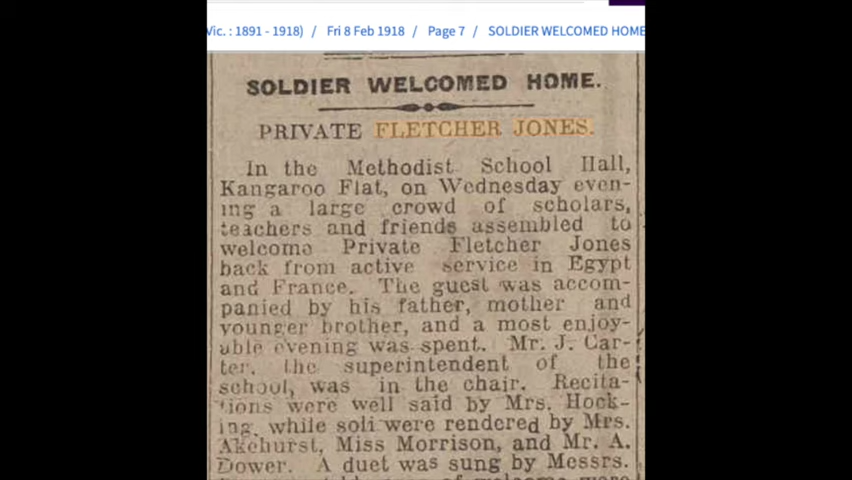 Vic. : 1891 - 1918) / Fri 8 Feb 1918 / Page 7 / SOLDIER WELCOMED HOME
SOLDIER WELCOMED HOME.
PRIVATE FLETCHER JONES.
In the Methodist School Hall,
Kangaroo Flat, on Wednesday even-
ing a large crowd of scholars,
teachers and friends assembled to
welcome Private Fletcher Jones
back from active service in Egypt
and France. The guest was accom-
panied by his father, mother and
younger brother, and a most enjoy-
able evening was spent. Mr. J. Car-
ter, the superintendent of the
school, was in the chair. Recita-
tions were well said by Mrs. Hock-
ing, while soli were rendered by Mrs.
Akehurst, Miss Morrison, and Mr. A.
Dower. A duet was sung by Messrs.